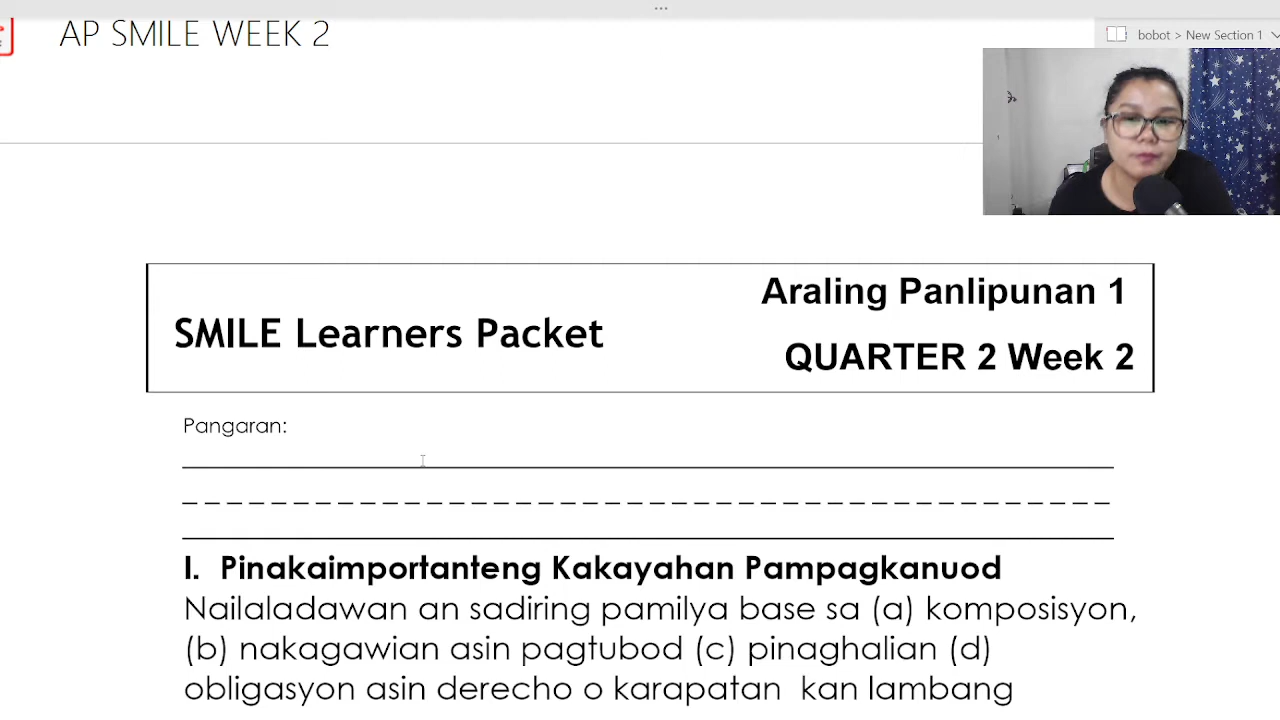 AP SMILE WEEK 2
bobot > New Section 1
SMILE Learners Packet
Araling Panlipunan 1
QUARTER 2 Week 2
Pangaran:
I. Pinakaimportanteng Kakayahan Pampagkanuod
Nailaladawan an sadiring pamilya base sa (a) komposisyon,
(b) nakagawian asin pagtubod (c) pinaghalian (d)
obligasyon asin derecho o karapatan kan lambang